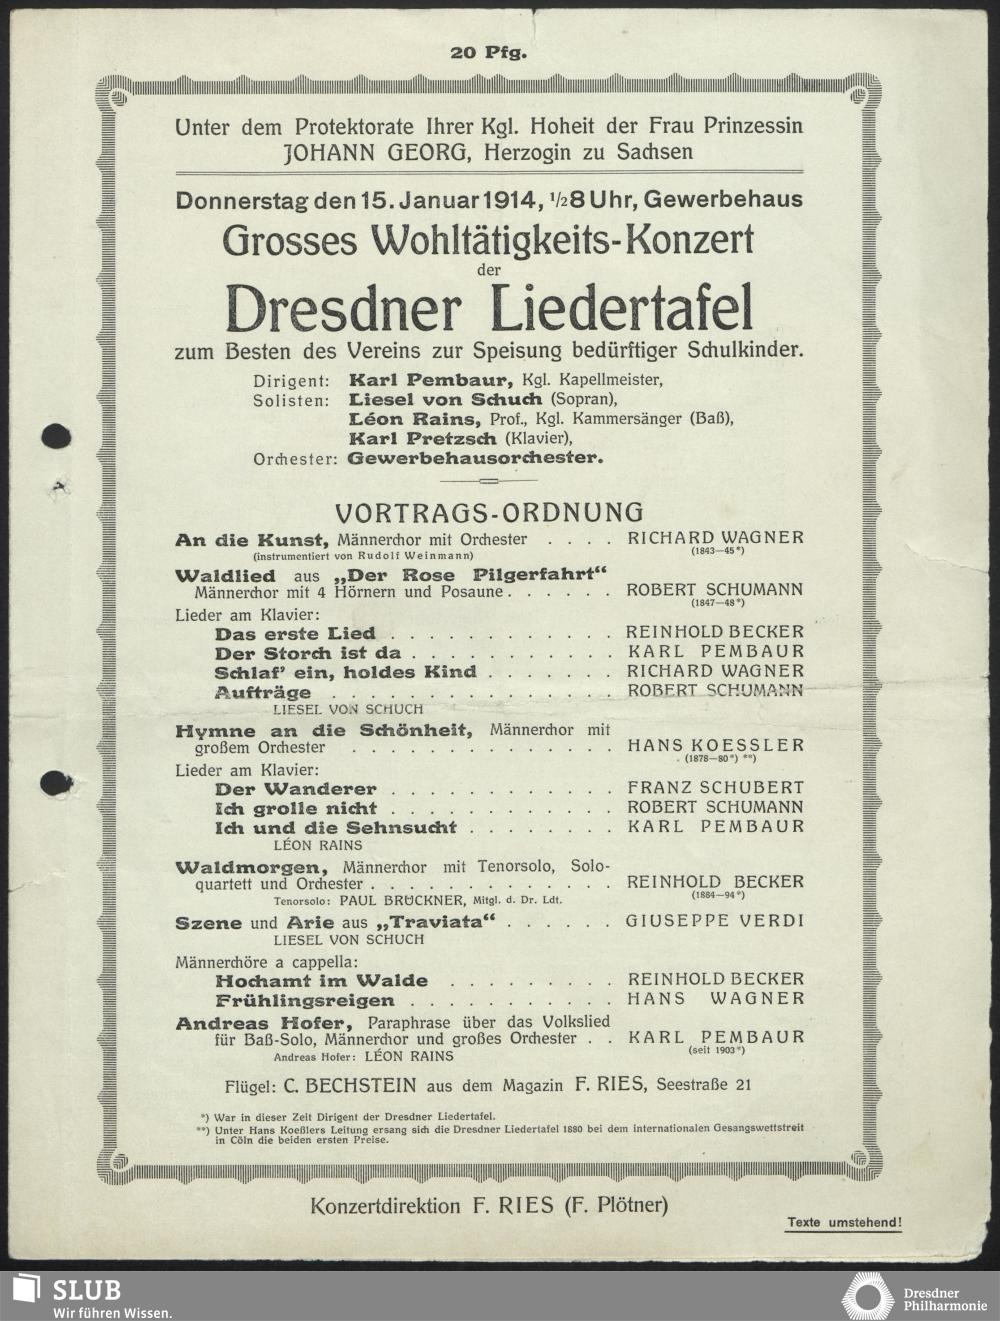 20 Pfg.
Unter dem Protektorate Ihrer Kgl. Hoheit der Frau Prinzessin
JOHANN GEORG, Herzogin zu Sachsen
Donnerstag den 15. Januar 1914, 1/2 8 Uhr, Gewerbehaus
Grosses Wohltätigkeits-Konzert
der
Dresdner Liedertafel
zum Besten des Vereins zur Speisung bedürftiger Schulkinder.
Dirigent: Karl Pembaur, Kgl. Kapellmeister,
Solisten: Liesel von Schuch (Sopran),
Léon Rains, Prof., Kgl. Kammersänger (Baß),
Karl Pretzsch (Klavier),
Orchester: Gewerbehausorchester.
VORTRAGS-ORDNUNG
An die Kunst, Männerchor mit Orchester . . . . RICHARD WAGNER
(instrumentiert von Rudolf Weinmann) (1843—45*)
Waldlied aus „Der Rose Pilgerfahrt“
Männerchor mit 4 Hörnern und Posaune . . . . . . ROBERT SCHUMANN
(1847—48*)
Lieder am Klavier:
Das erste Lied . . . . . . . . . . . . REINHOLD BECKER
Der Storch ist da . . . . . . . . . . . KARL PEMBAUR
Schlaf' ein, holdes Kind . . . . . . . RICHARD WAGNER
Aufträge . . . . . . . . . . . . . . . ROBERT SCHUMANN
LIESEL VON SCHUCH
Hymne an die Schönheit, Männerchor mit
großem Orchester . . . . . . . . . . . . . . HANS KOESSLER
(1878—80*) **)
Lieder am Klavier:
Der Wanderer . . . . . . . . . . . . FRANZ SCHUBERT
Ich grolle nicht . . . . . . . . . . . . ROBERT SCHUMANN
Ich und die Sehnsucht . . . . . . . . KARL PEMBAUR
LÉON RAINS
Waldmorgen, Männerchor mit Tenorsolo, Solo-
quartett und Orchester . . . . . . . . . . . . . REINHOLD BECKER
Tenorsolo: PAUL BRÜCKNER, Mitgl. d. Dr. Ldt. (1884—94*)
Szene und Arie aus „Traviata“ . . . . . . GIUSEPPE VERDI
LIESEL VON SCHUCH
Männerchöre a cappella:
Hochamt im Walde . . . . . . . . . REINHOLD BECKER
Frühlingsreigen . . . . . . . . . . . HANS WAGNER
Andreas Hofer, Paraphrase über das Volkslied
für Baß-Solo, Männerchor und großes Orchester . . KARL PEMBAUR
Andreas Hofer: LÉON RAINS (seit 1903*)
Flügel: C. BECHSTEIN aus dem Magazin F. RIES, Seestraße 21
*) War in dieser Zeit Dirigent der Dresdner Liedertafel.
**) Unter Hans Koeßlers Leitung ersang sich die Dresdner Liedertafel 1880 bei dem internationalen Gesangswettstreit
in Cöln die beiden ersten Preise.
Konzertdirektion F. RIES (F. Plötner)
Texte umstehend!
SLUB
Wir führen Wissen.
Dresdner
Philharmonie